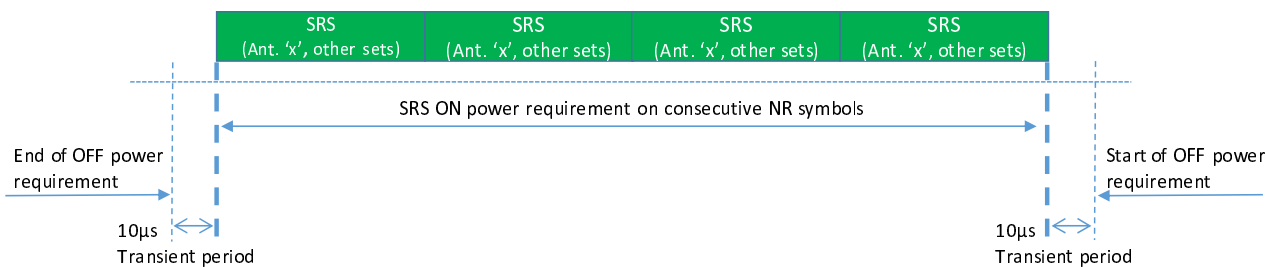 SRS
(Ant. ‘x’, other sets)
SRS
(Ant. ‘x’, other sets)
SRS
(Ant. ‘x’, other sets)
SRS
(Ant. ‘x’, other sets)
SRS ON power requirement on consecutive NR symbols
End of OFF power
requirement
Start of OFF power
requirement
10µs
Transient period
10µs
Transient period